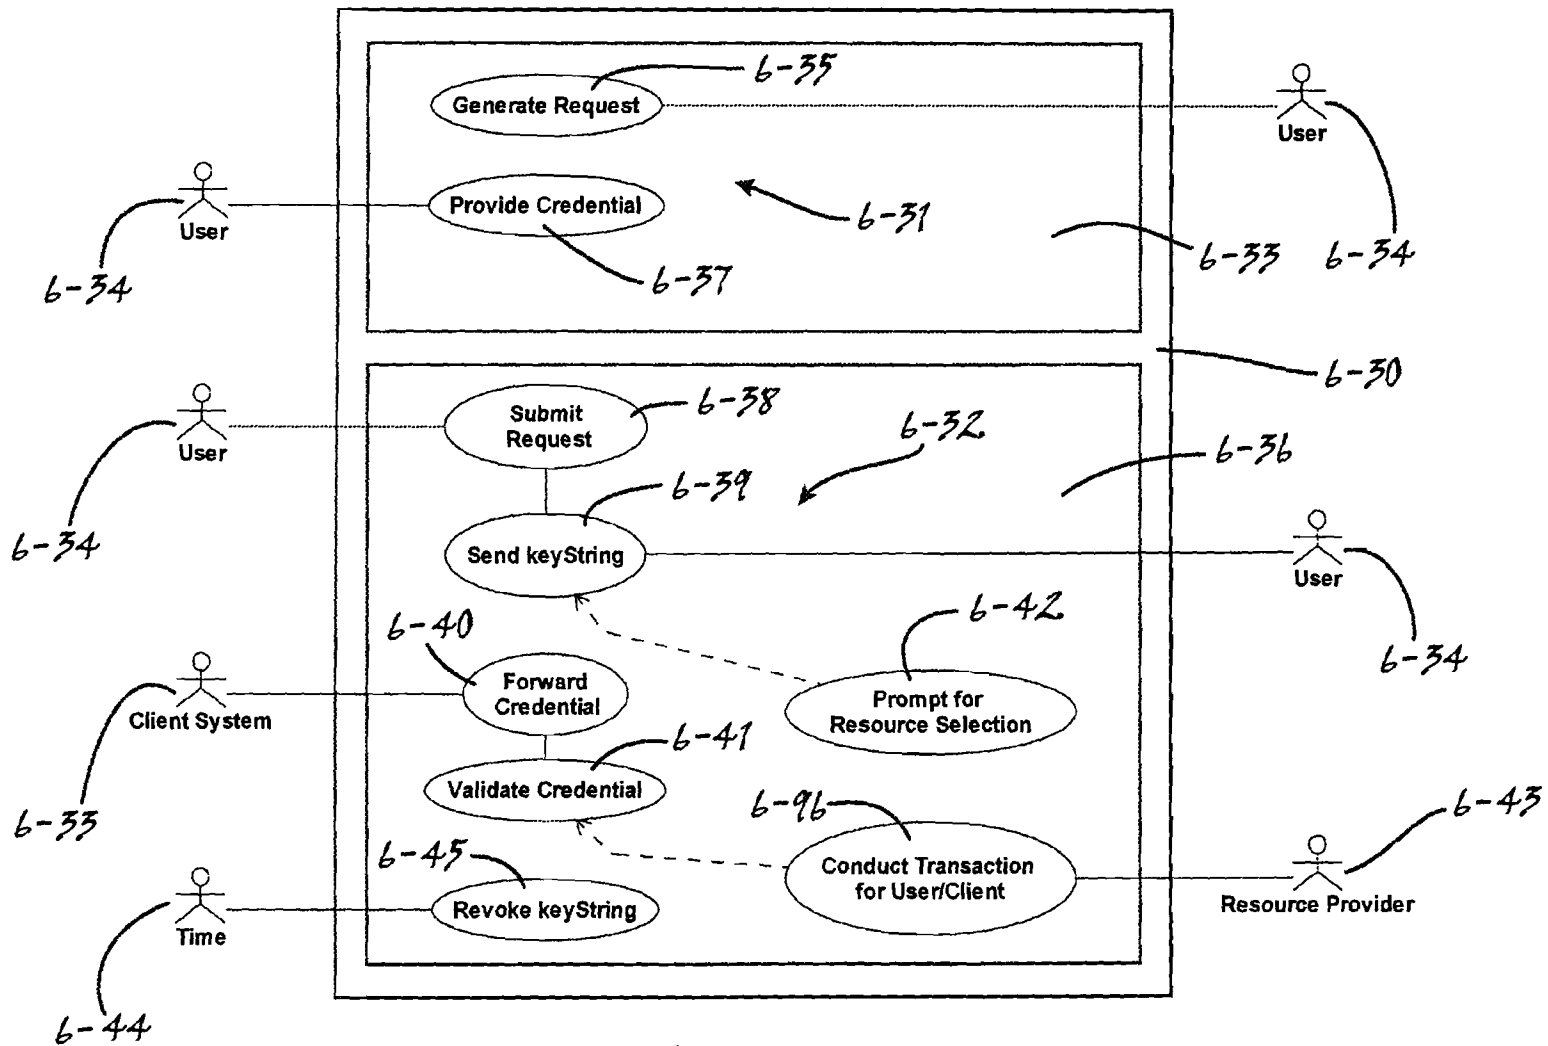 6-35
Generate Request
User
Provide Credential
6-31
User
6-33
6-34
6-37
6-34
6-30
Submit
Request
6-38
User
6-32
6-36
6-39
6-34
Send keyString
User
6-42
6-40
6-34
Forward
Credential
Prompt for
Resource Selection
Client System
6-41
Validate Credential
6-96
6-43
6-33
6-45
Conduct Transaction
for User/Client
Revoke keyString
Resource Provider
Time
6-44